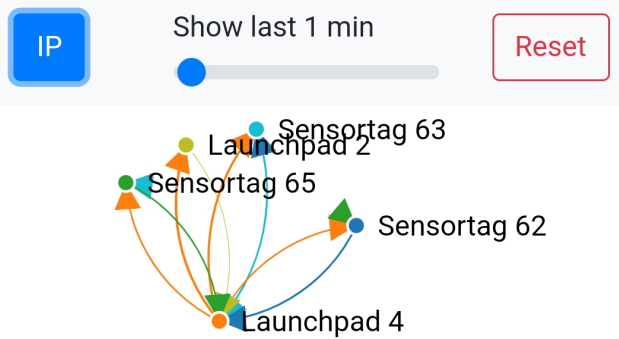 IP
Show last 1 min
Reset
Sensortag 63
Launchpad 2
Sensortag 65
Sensortag 62
Launchpad 4